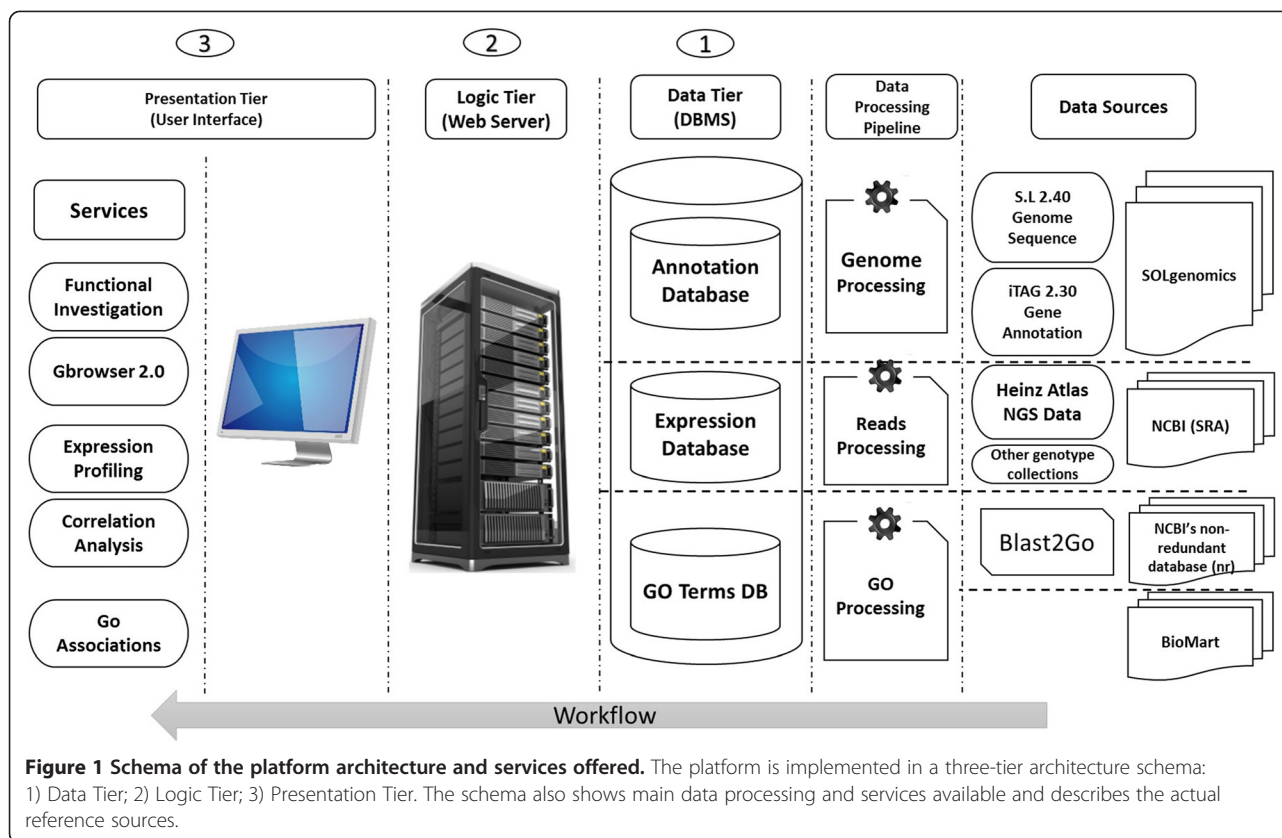 3
2
1
Presentation Tier
(User Interface)
Logic Tier
(Web Server)
Data Tier
(DBMS)
Data
Processing
Pipeline
Data Sources
Services
Functional
Investigation
Gbrowser 2.0
Expression
Profiling
Correlation
Analysis
Go
Associations
Annotation
Database
Expression
Database
GO Terms DB
Genome
Processing
Reads
Processing
GO
Processing
S.L 2.40
Genome
Sequence
iTAG 2.30
Gene
Annotation
SOLgenomics
Heinz Atlas
NGS Data
Other genotype
collections
NCBI (SRA)
Blast2Go
NCBI's non-
redundant
database (nr)
BioMart
Workflow
Figure 1 Schema of the platform architecture and services offered. The platform is implemented in a three-tier architecture schema:
1) Data Tier; 2) Logic Tier; 3) Presentation Tier. The schema also shows main data processing and services available and describes the actual
reference sources.